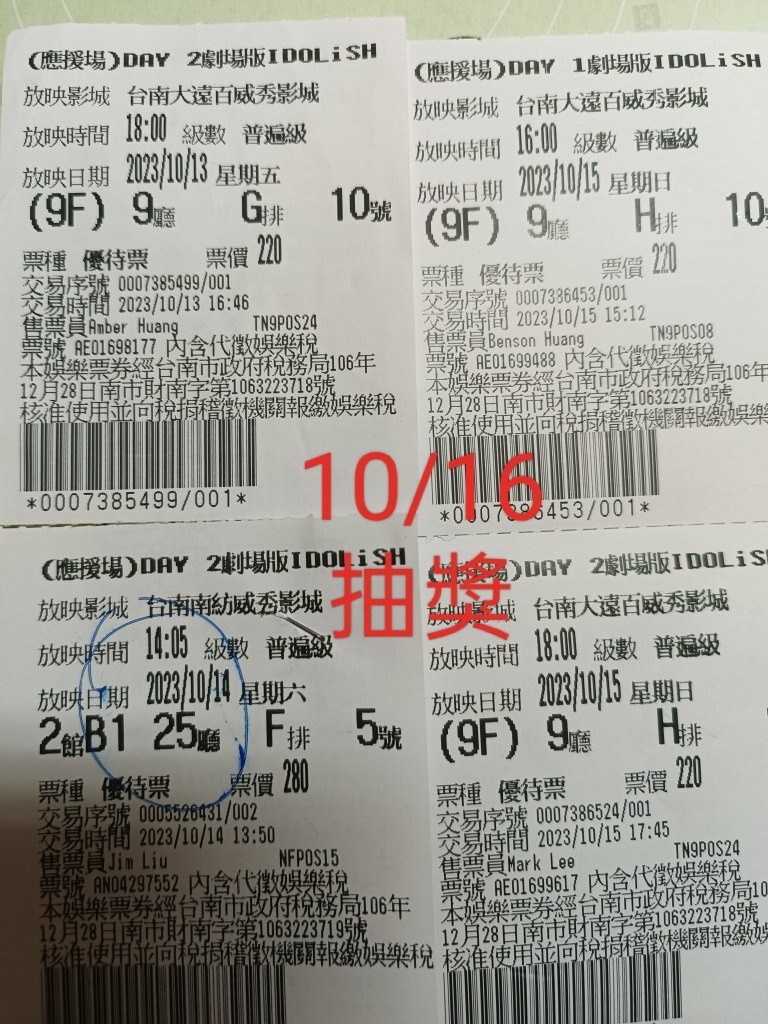 (應援場)DAY 2劇場版IDOLiSH
放映影城 台南大遠百威秀影城
放映時間 18:00 級數 普遍級
放映日期 2023/10/13 星期五
(9F) 9廳 G排 10號
票種 優待票 票價 220
交易序號 0007385499/001
交易時間 2023/10/13 16:46
售票員Amber Huang TN9POS24
票號 AE01698177 內含代徵娛樂稅
本娛樂票券經台南市政府稅務局106年
12月28日南市財南字第1063223718號
核准使用並向稅捐稽徵機關報繳娛樂稅
*0007385499/001*
(應援場)DAY 1劇場版IDOLiSH
放映影城 台南大遠百威秀影城
放映時間 16:00 級數 普遍級
放映日期 2023/10/15 星期日
(9F) 9廳 H排 10號
票種 優待票 票價 220
交易序號 0007386453/001
交易時間 2023/10/15 15:12
售票員Benson Huang TN9POS08
票號 AE01699488 內含代徵娛樂稅
本娛樂票券經台南市政府稅務局106年
12月28日南市財南字第1063223718號
核准使用並向稅捐稽徵機關報繳娛樂稅
*0007386453/001*
10/16
抽獎
(應援場)DAY 2劇場版IDOLiSH
放映影城 台南南紡威秀影城
放映時間 14:05 級數 普遍級
放映日期 2023/10/14 星期六
2館B1 25廳 F排 5號
票種 優待票 票價 280
交易序號 0005526431/002
交易時間 2023/10/14 13:50
售票員Jim Liu NFPOS15
票號 AN04297552 內含代徵娛樂稅
本娛樂票券經台南市政府稅務局106年
12月28日南市財南字第1063223719號
核准使用並向稅捐稽徵機關報繳娛樂稅
(應援場)DAY 2劇場版IDOLiSH
放映影城 台南大遠百威秀影城
放映時間 18:00 級數 普遍級
放映日期 2023/10/15 星期日
(9F) 9廳 H排
票種 優待票 票價 220
交易序號 0007386524/001
交易時間 2023/10/15 17:45
售票員Mark Lee TN9POS24
票號 AE01699617 內含代徵娛樂稅
本娛樂票券經台南市政府稅務局10
12月28日南市財南字第1063223718號
核准使用並向稅捐稽徵機關報繳娛樂